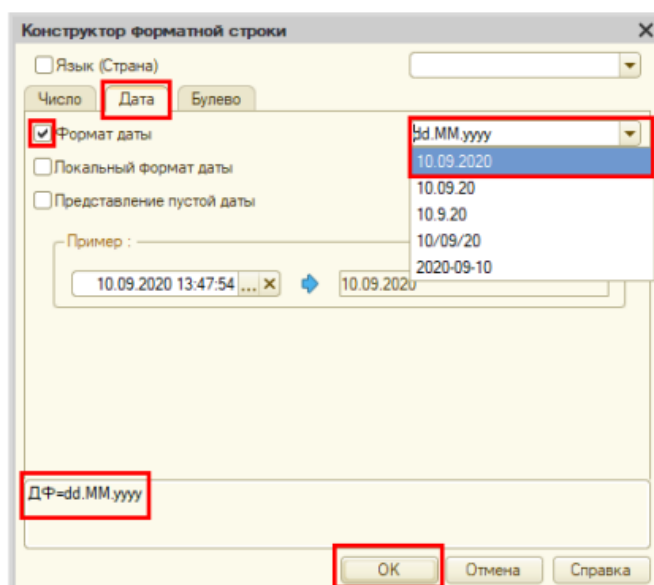 Конструктор форматной строки
Язык (Страна)
Число Дата Булево
Формат даты dd.MM.yyyy
Локальный формат даты 10.09.2020
10.09.20
Представление пустой даты 10.9.20
Пример : 10/09/20
2020-09-10
10.09.2020 13:47:54 ... 10.09.2020
ДФ=dd.MM.yyyy
ОК Отмена Справка